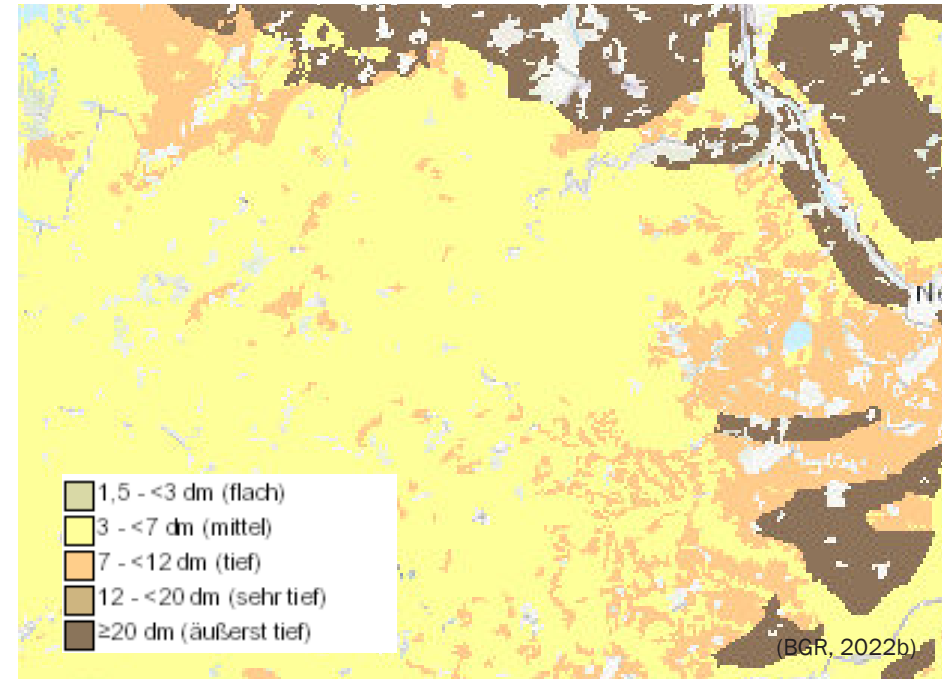 Ne
1,5 - <3 dm (flach)
3 - <7 dm (mittel)
7 - <12 dm (tief)
12 - <20 dm (sehr tief)
≥20 dm (äußerst tief)
(BGR, 2022b)